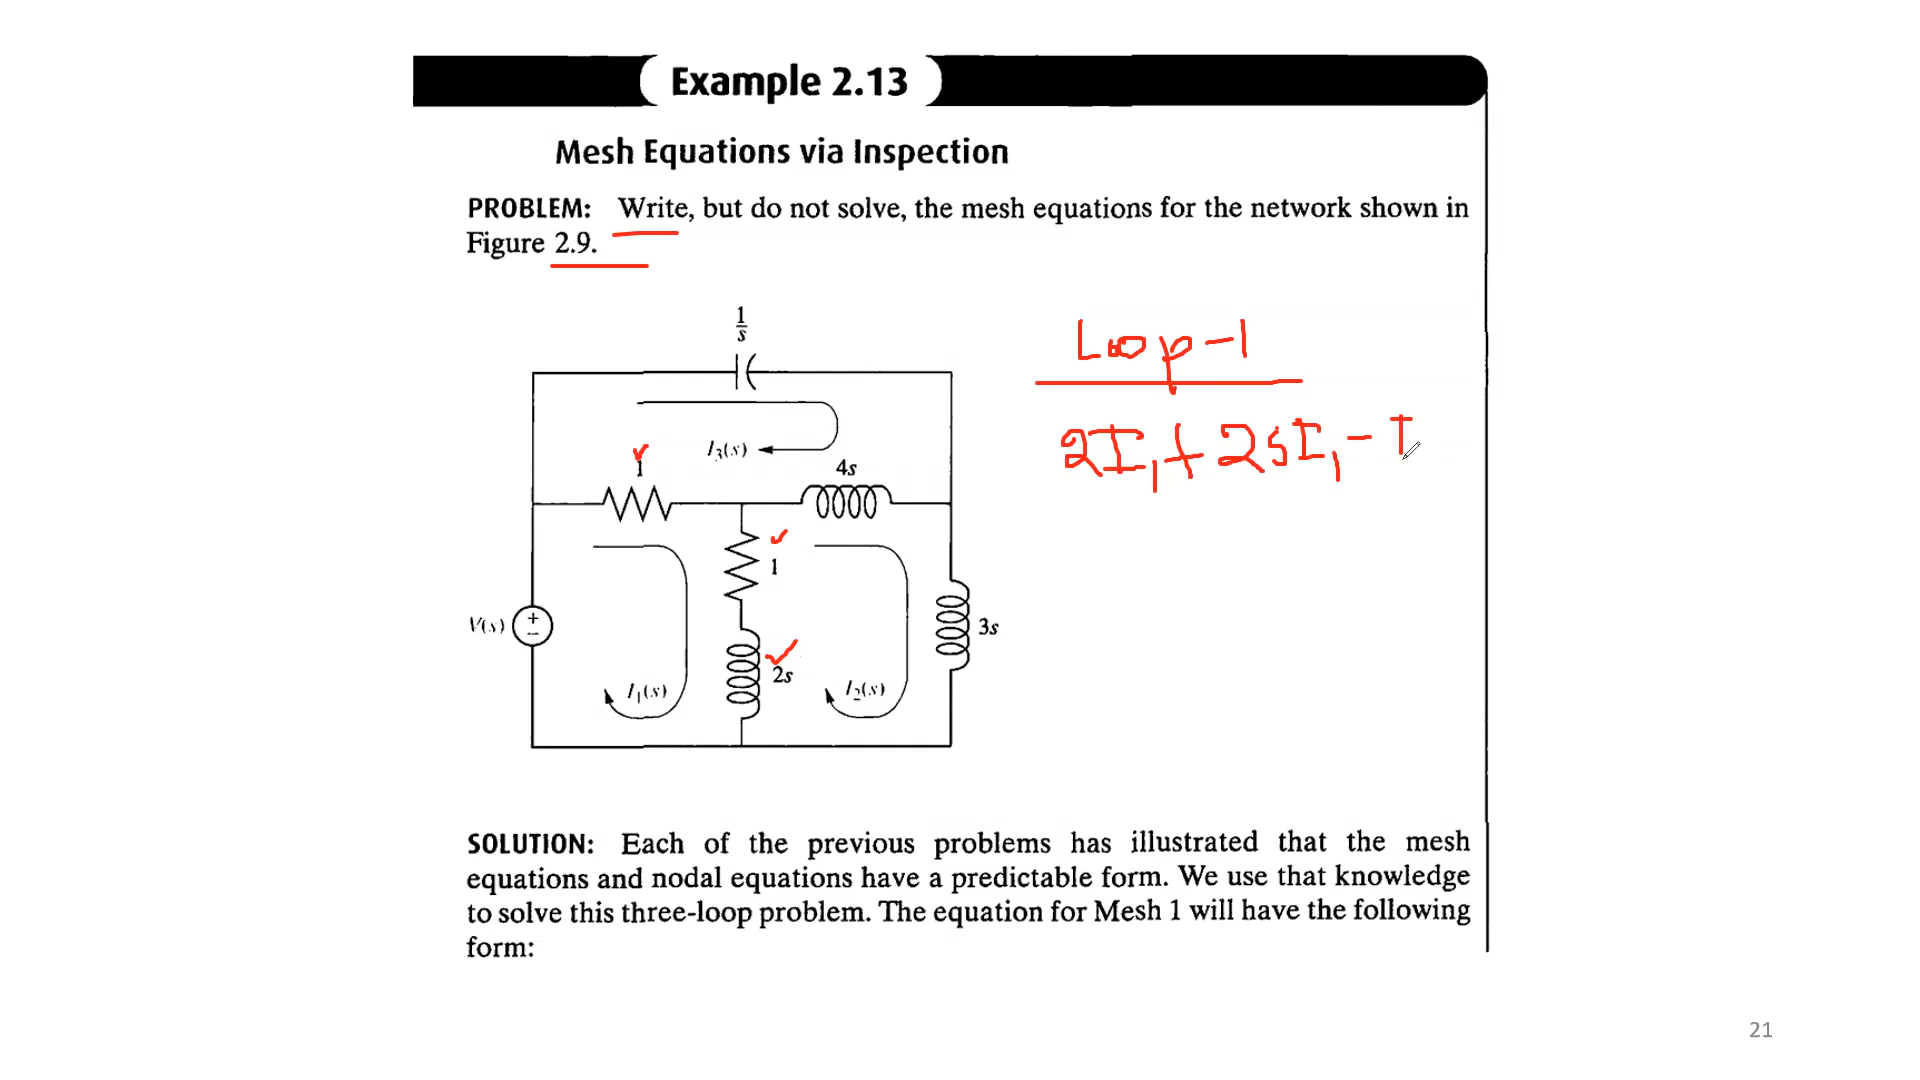 Example 2.13
Mesh Equations via Inspection
PROBLEM: Write, but do not solve, the mesh equations for the network shown in
Figure 2.9.
1
s
Loop-1
2I₁+2sI₁-I
I₃(s)
1
4s
1
V(s)
+
−
3s
2s
I₁(s)
I₂(s)
SOLUTION: Each of the previous problems has illustrated that the mesh
equations and nodal equations have a predictable form. We use that knowledge
to solve this three-loop problem. The equation for Mesh 1 will have the following
form:
21